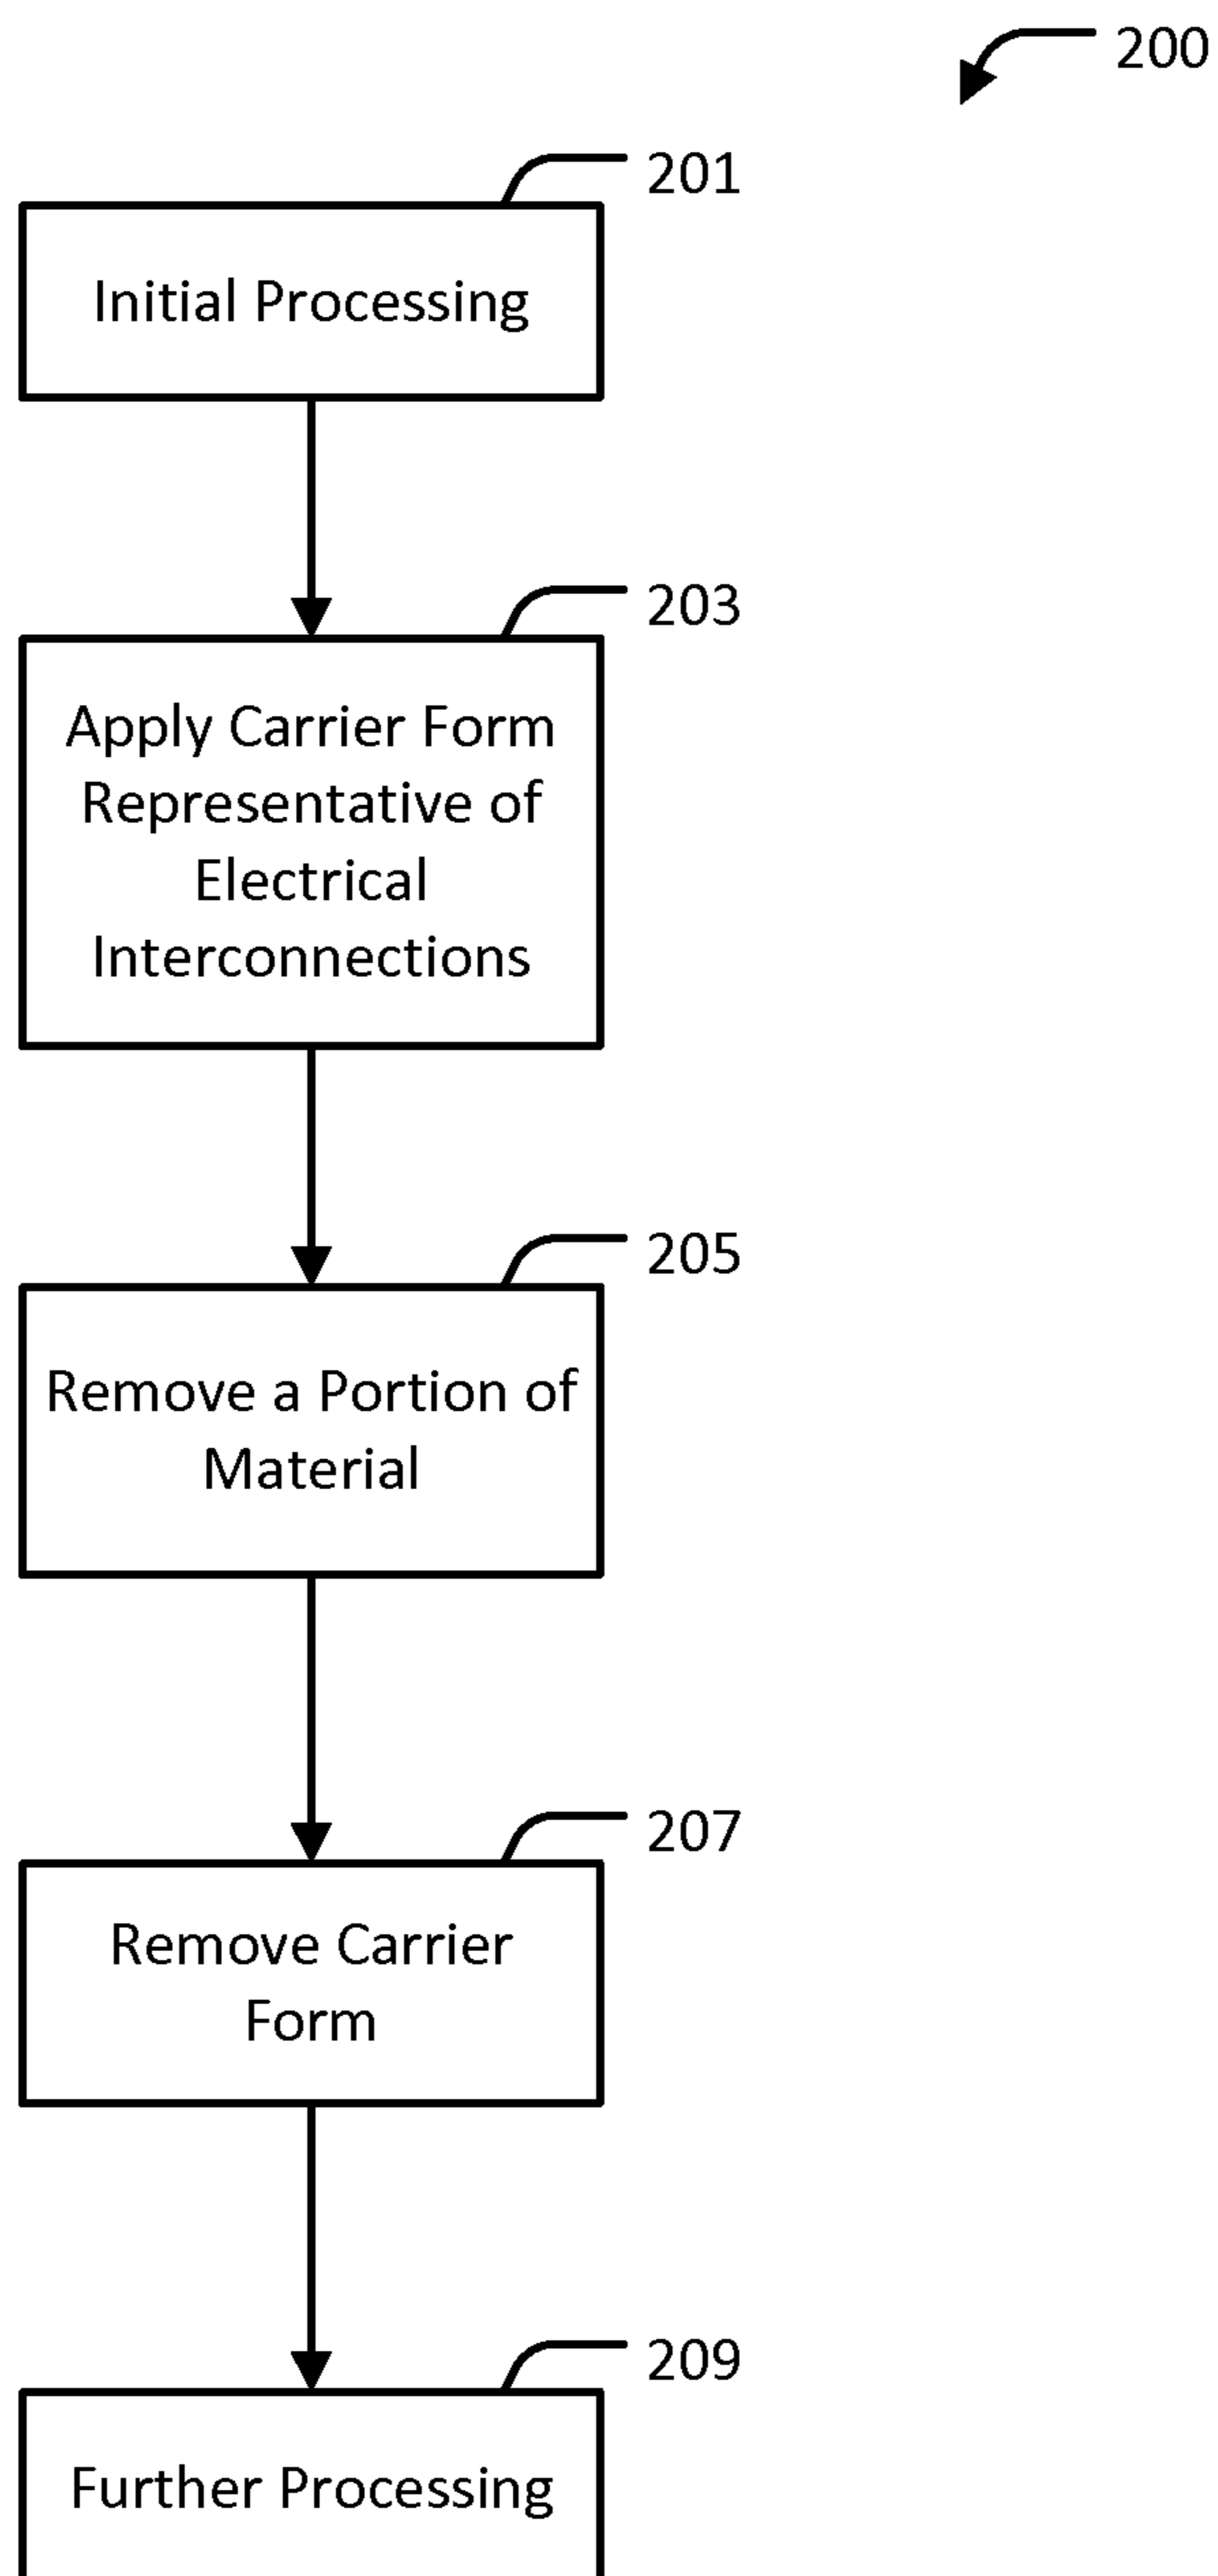 200
201
Initial Processing
203
Apply Carrier Form
Representative of
Electrical
Interconnections
205
Remove a Portion of
Material
207
Remove Carrier
Form
209
Further Processing